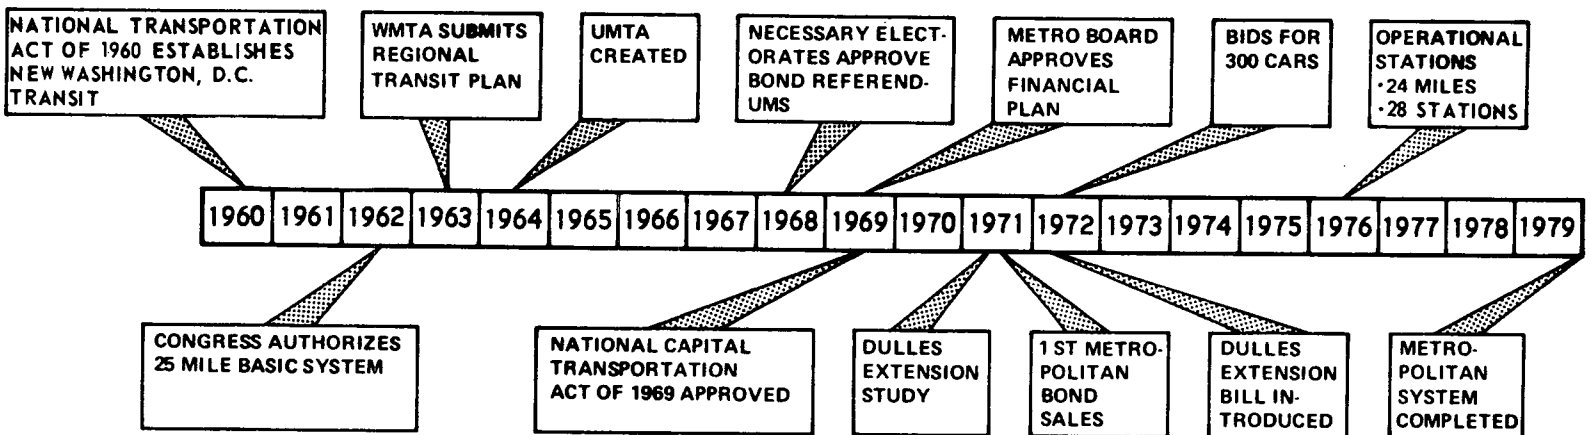 NATIONAL TRANSPORTATION
ACT OF 1960 ESTABLISHES
NEW WASHINGTON, D.C.
TRANSIT
WMTA SUBMITS
REGIONAL
TRANSIT PLAN
UMTA
CREATED
NECESSARY ELECT-
ORATES APPROVE
BOND REFEREND-
UMS
METRO BOARD
APPROVES
FINANCIAL
PLAN
BIDS FOR
300 CARS
OPERATIONAL
STATIONS
•24 MILES
•28 STATIONS
1960 1961 1962 1963 1964 1965 1966 1967 1968 1969 1970 1971 1972 1973 1974 1975 1976 1977 1978 1979
CONGRESS AUTHORIZES
25 MILE BASIC SYSTEM
NATIONAL CAPITAL
TRANSPORTATION
ACT OF 1969 APPROVED
DULLES
EXTENSION
STUDY
1 ST METRO-
POLITAN
BOND
SALES
DULLES
EXTENSION
BILL IN-
TRODUCED
METRO-
POLITAN
SYSTEM
COMPLETED